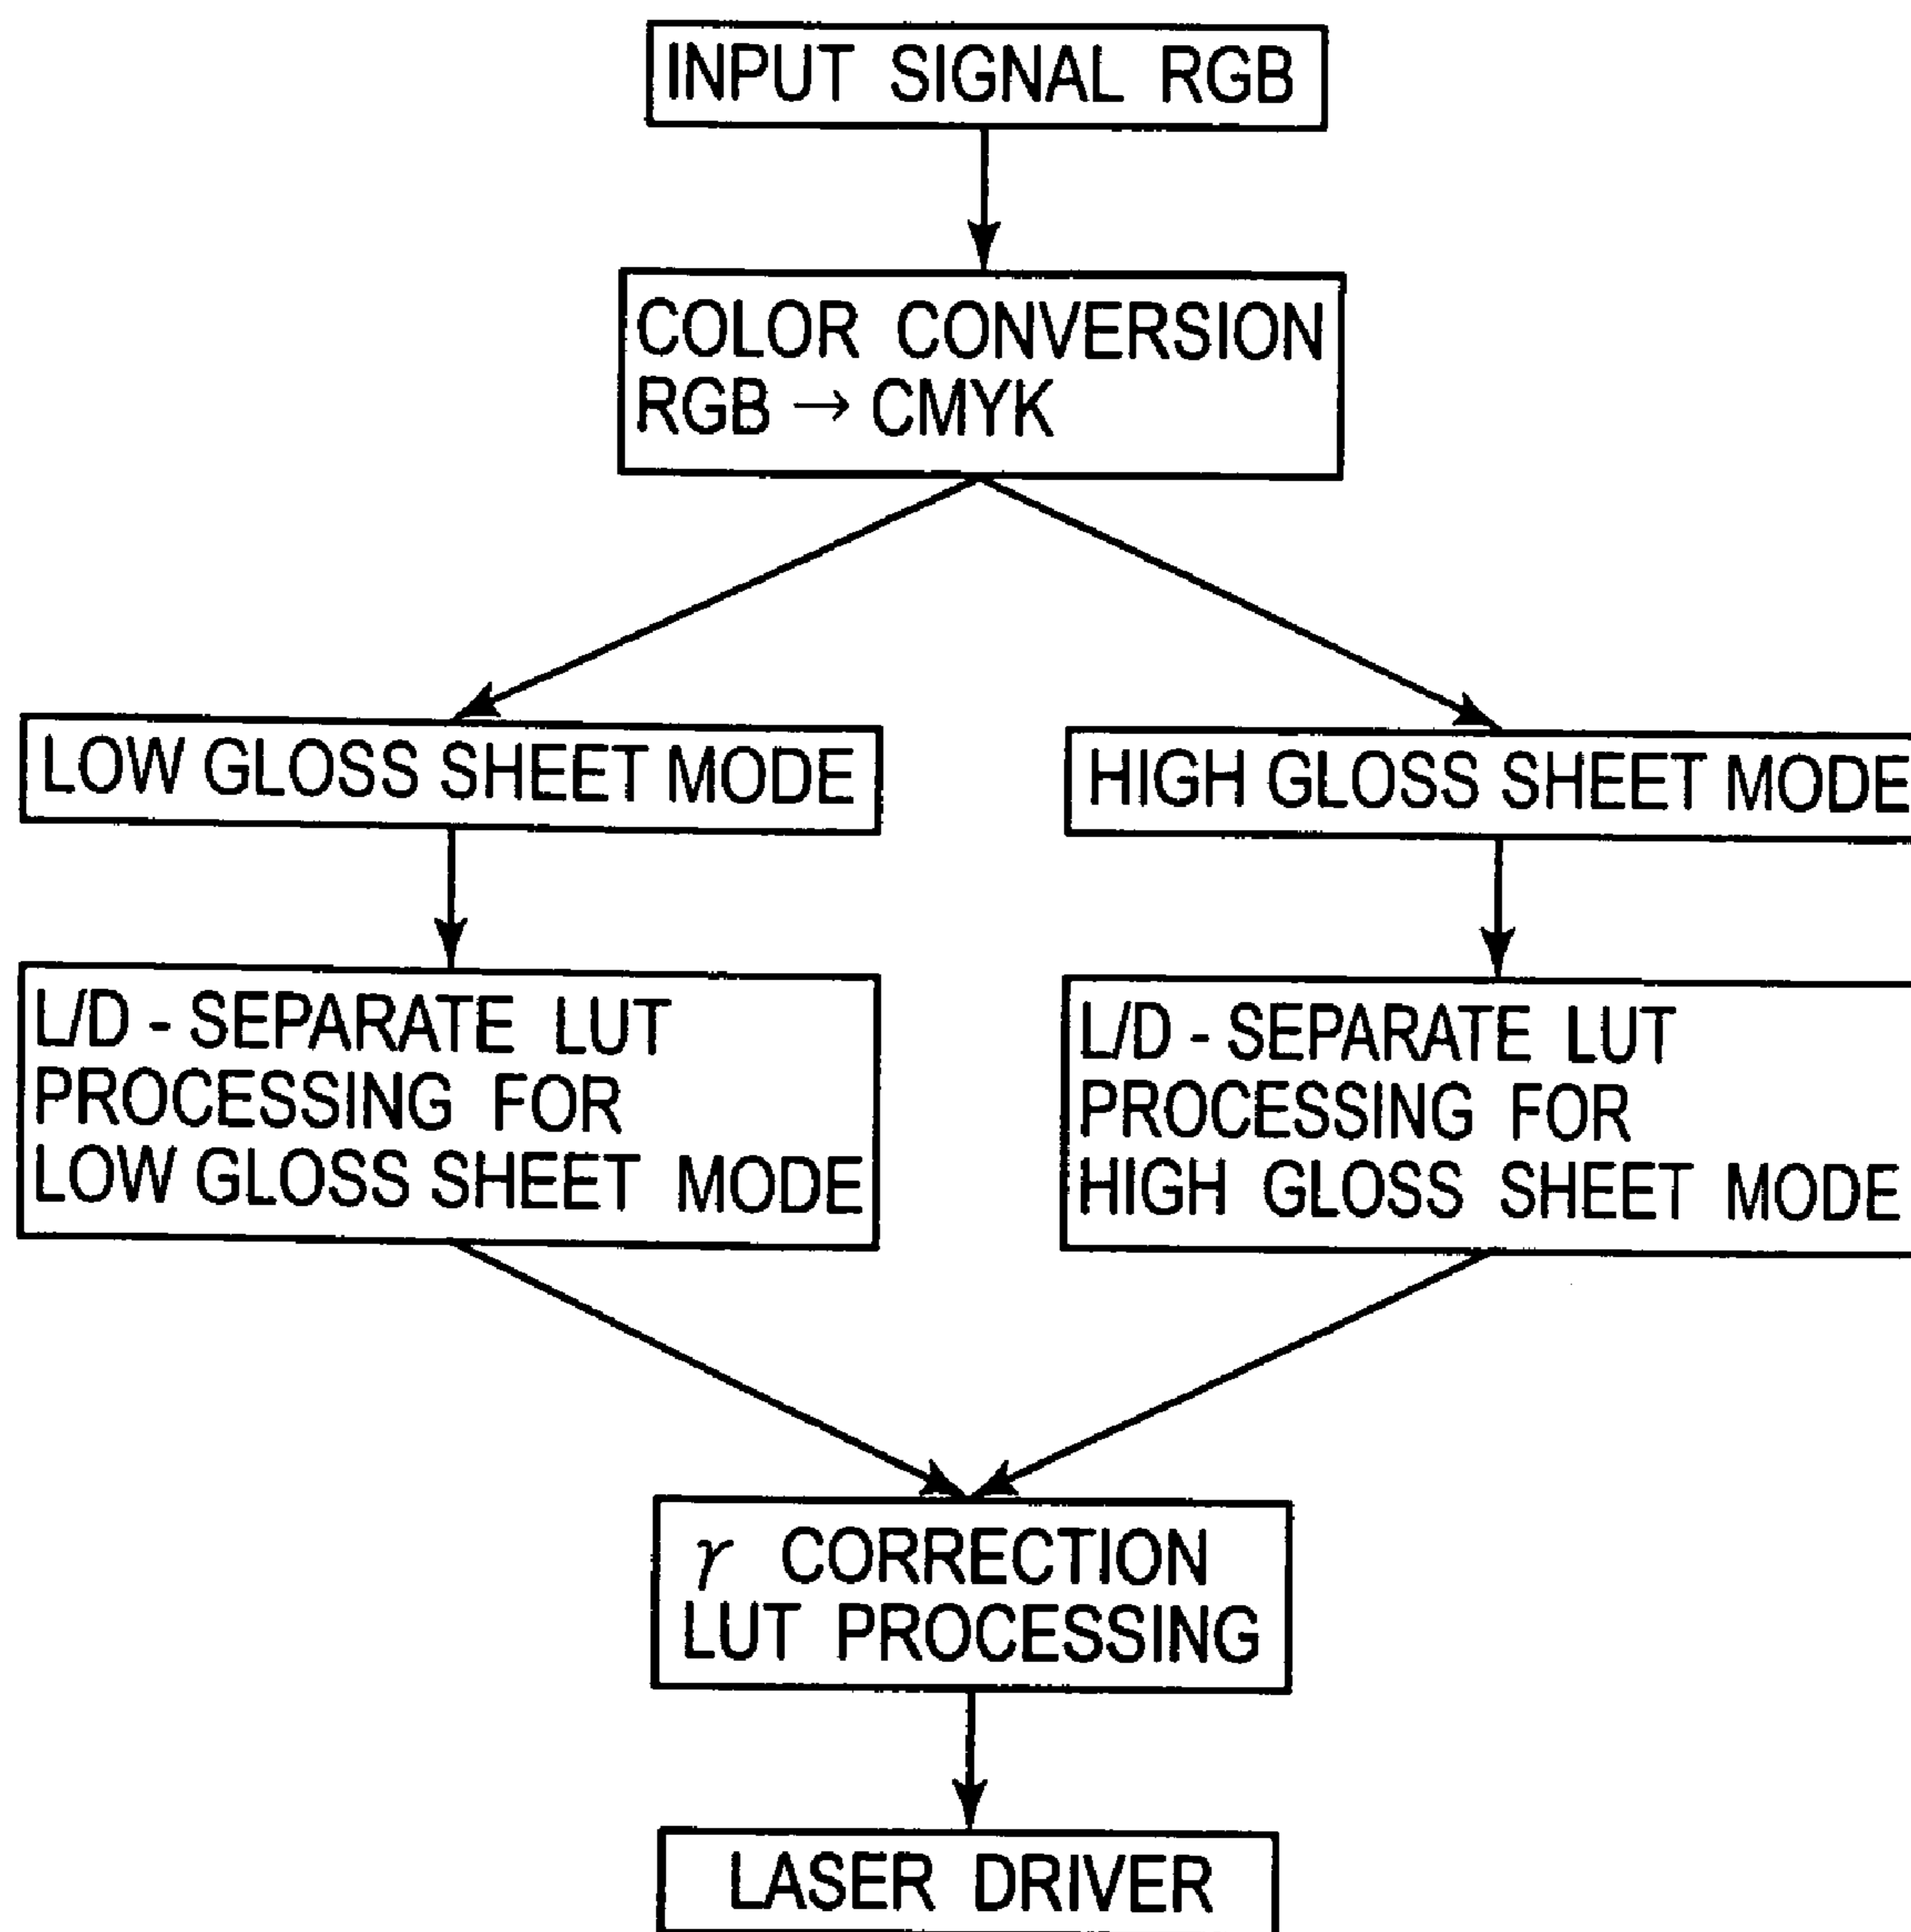 INPUT SIGNAL RGB
COLOR CONVERSION
RGB → CMYK
LOW GLOSS SHEET MODE
HIGH GLOSS SHEET MODE
L/D - SEPARATE LUT
PROCESSING FOR
LOW GLOSS SHEET MODE
L/D - SEPARATE LUT
PROCESSING FOR
HIGH GLOSS SHEET MODE
γ CORRECTION
LUT PROCESSING
LASER DRIVER